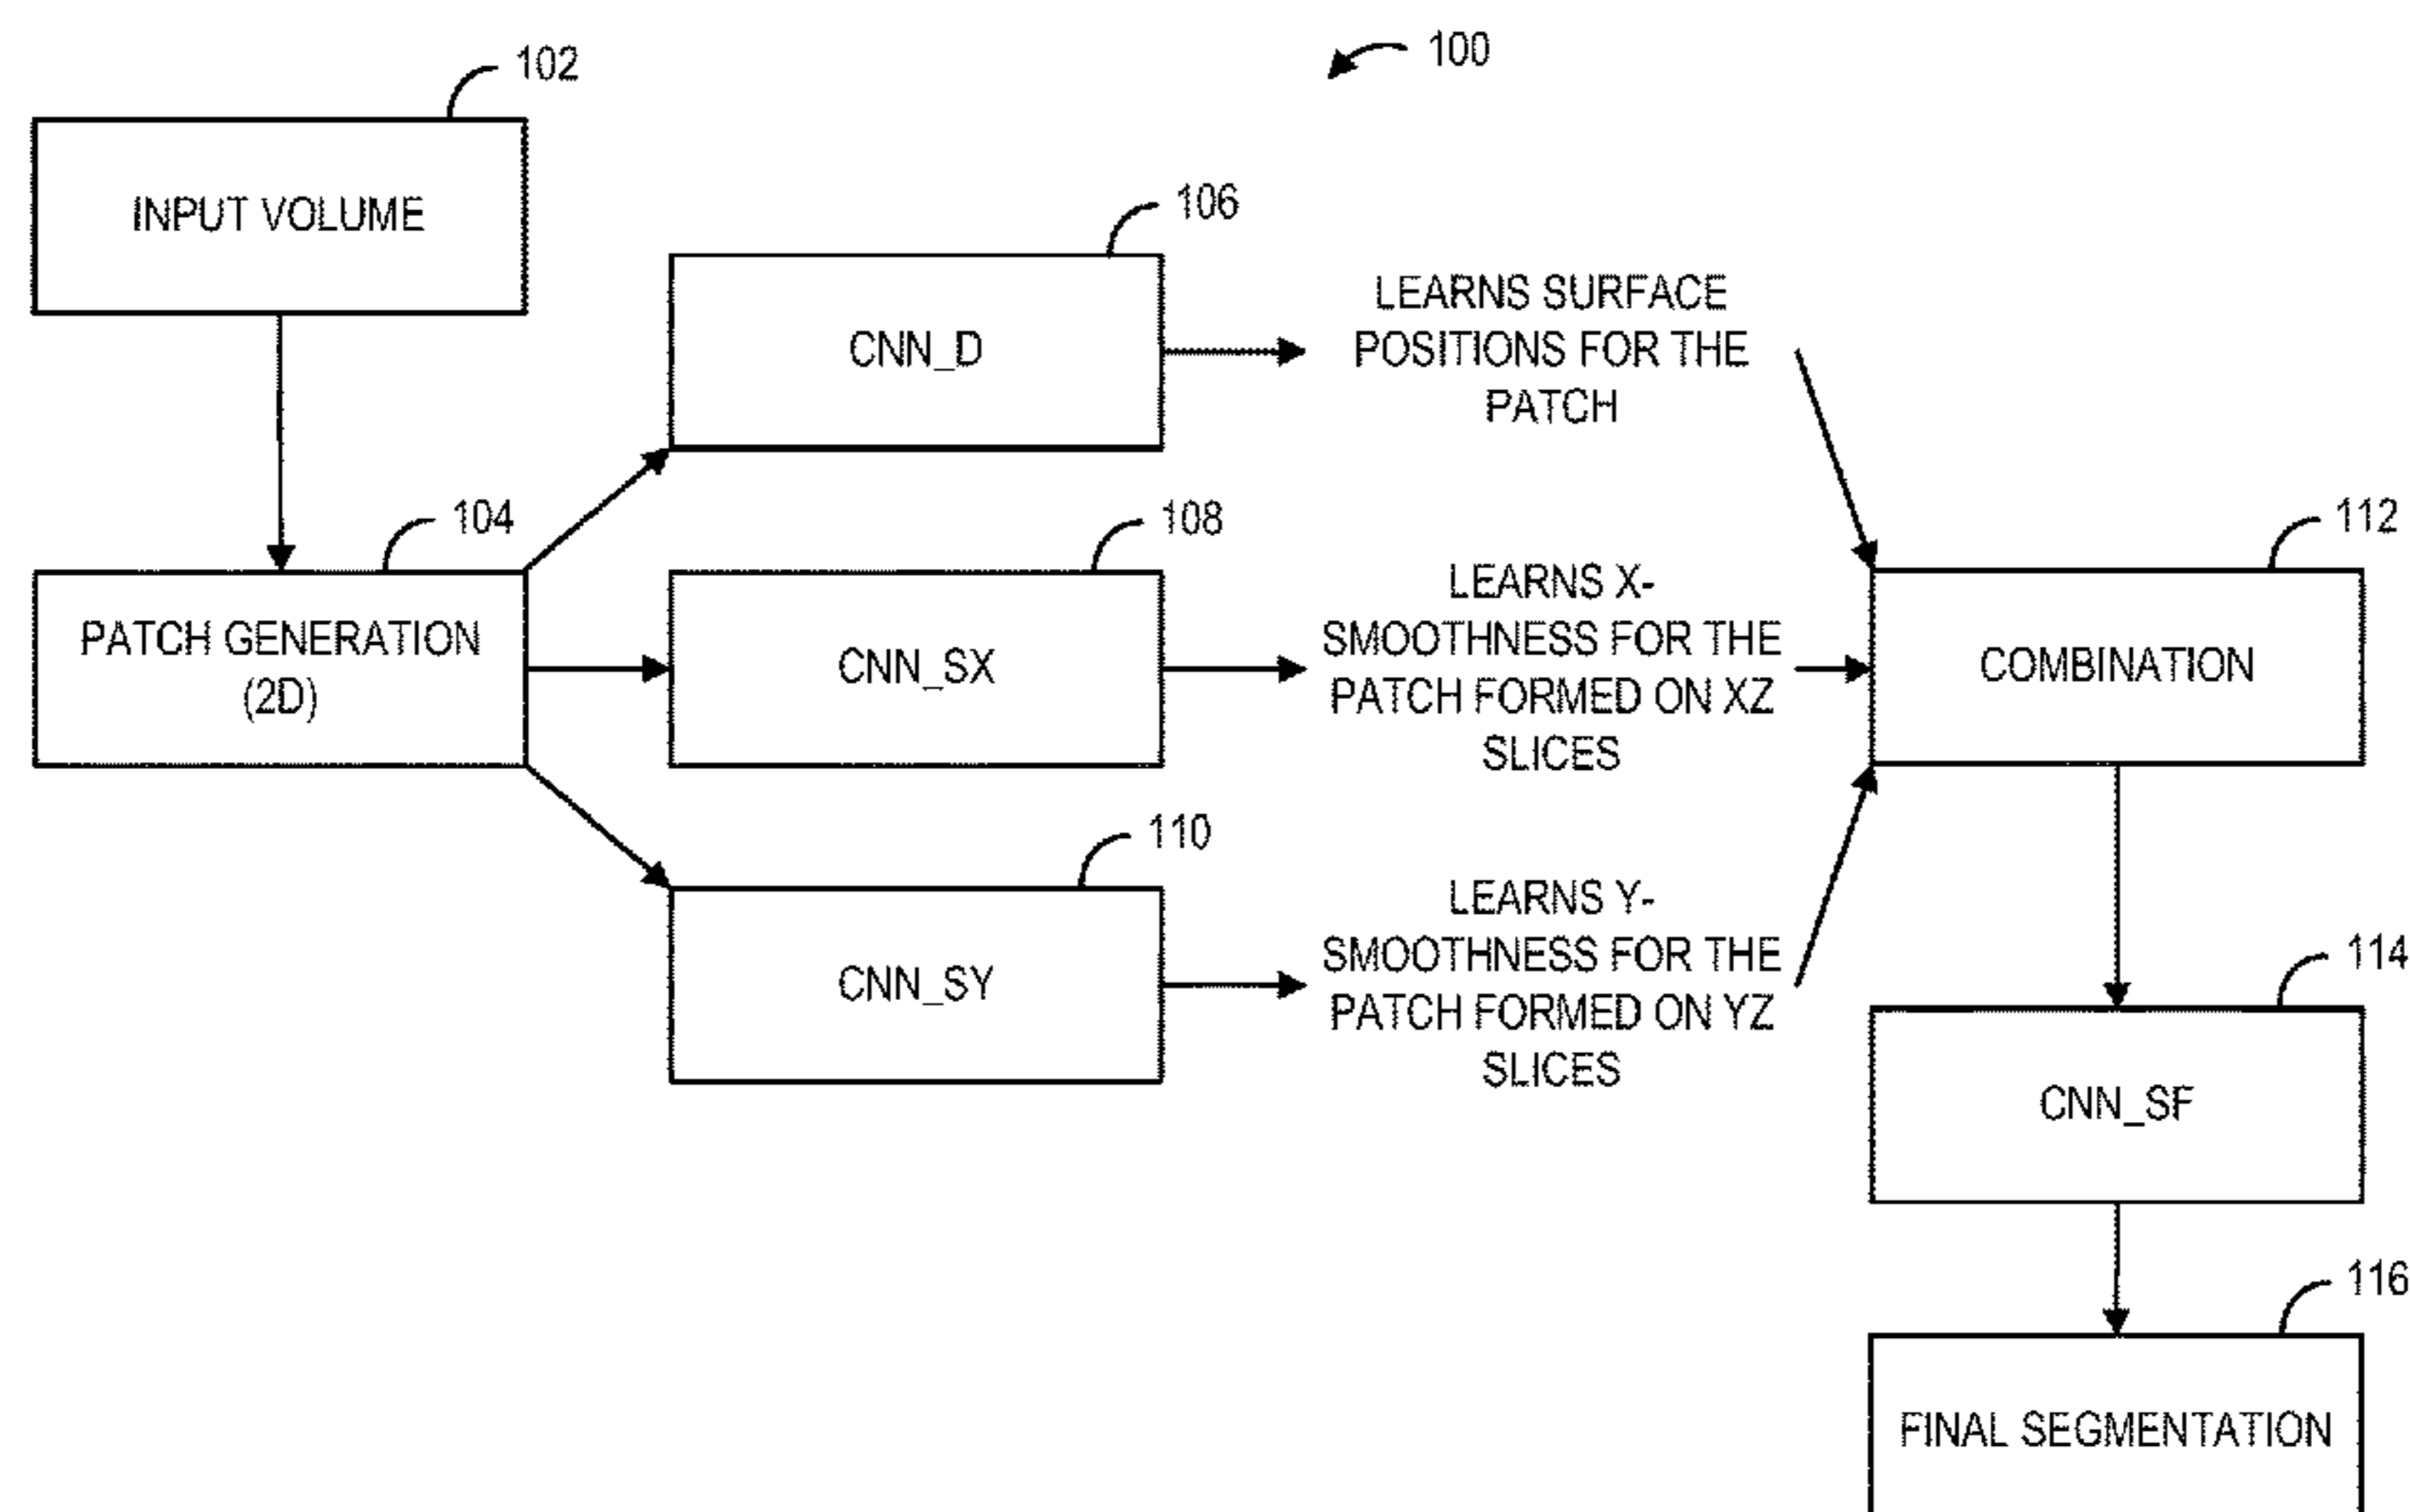 100
102
INPUT VOLUME
104
PATCH GENERATION
(2D)
106
CNN_D
LEARNS SURFACE
POSITIONS FOR THE
PATCH
108
CNN_SX
LEARNS X-
SMOOTHNESS FOR THE
PATCH FORMED ON XZ
SLICES
110
CNN_SY
LEARNS Y-
SMOOTHNESS FOR THE
PATCH FORMED ON YZ
SLICES
112
COMBINATION
114
CNN_SF
116
FINAL SEGMENTATION